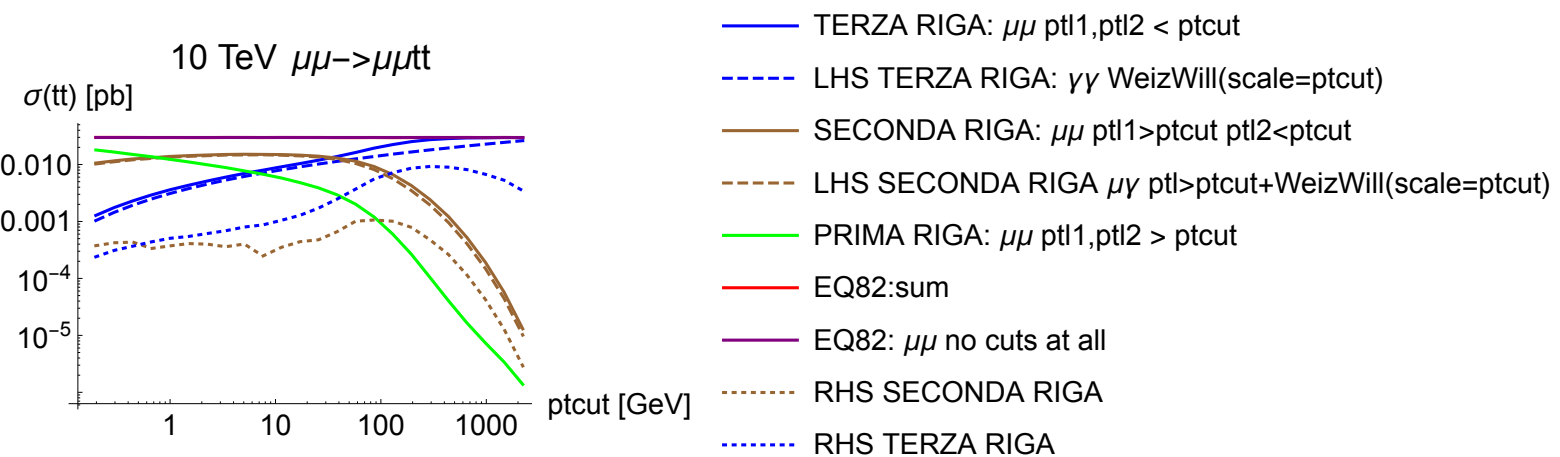 10 TeV μμ–>μμtt
σ(tt) [pb]
0.010
0.001
10⁻⁴
10⁻⁵
1 10 100 1000
ptcut [GeV]
TERZA RIGA: μμ ptl1,ptl2 < ptcut
LHS TERZA RIGA: γγ WeizWill(scale=ptcut)
SECONDA RIGA: μμ ptl1>ptcut ptl2<ptcut
LHS SECONDA RIGA μγ ptl>ptcut+WeizWill(scale=ptcut)
PRIMA RIGA: μμ ptl1,ptl2 > ptcut
EQ82:sum
EQ82: μμ no cuts at all
RHS SECONDA RIGA
RHS TERZA RIGA